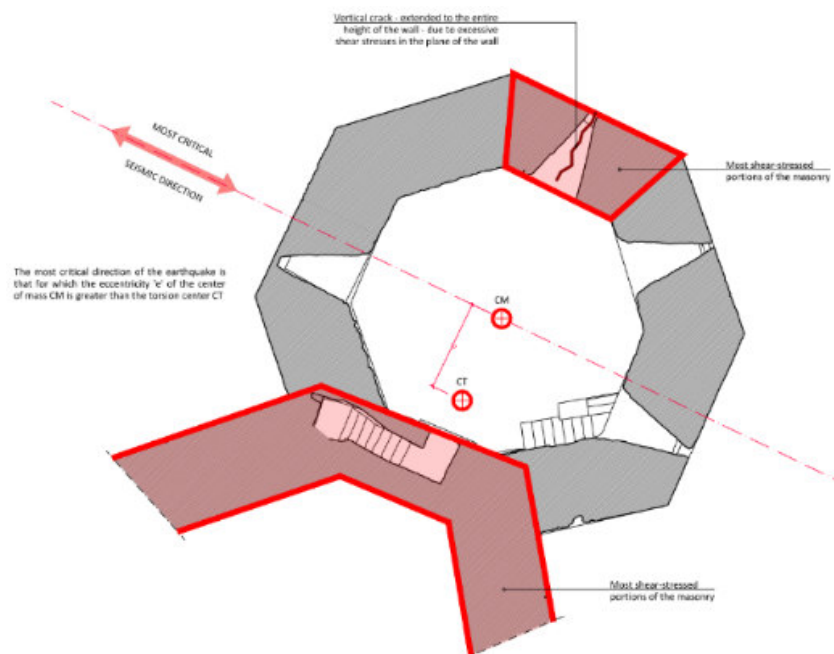 Vertical crack - extended to the entire
height of the wall - due to excessive
shear stresses in the plane of the wall
MOST CRITICAL
SEISMIC DIRECTION
Most shear-stressed
portions of the masonry
The most critical direction of the earthquake is
that for which the eccentricity 'e' of the center
of mass CM is greater than the torsion center CT
CM
e
CT
Most shear-stressed
portions of the masonry